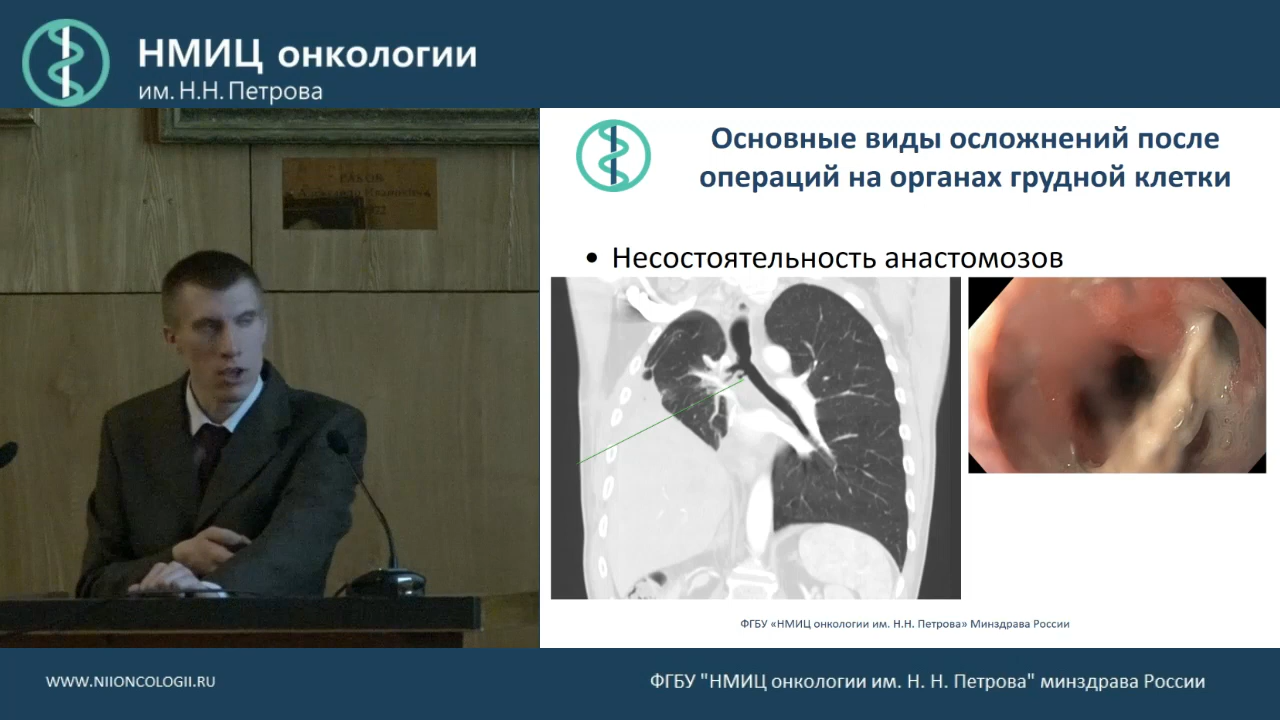 НМИЦ онкологии
им. Н.Н. Петрова
Основные виды осложнений после
операций на органах грудной клетки
• Несостоятельность анастомозов
ФГБУ «НМИЦ онкологии им. Н.Н. Петрова» Минздрава России
WWW.NIIONCOLOGII.RU
ФГБУ "НМИЦ онкологии им. Н. Н. Петрова" минздрава России